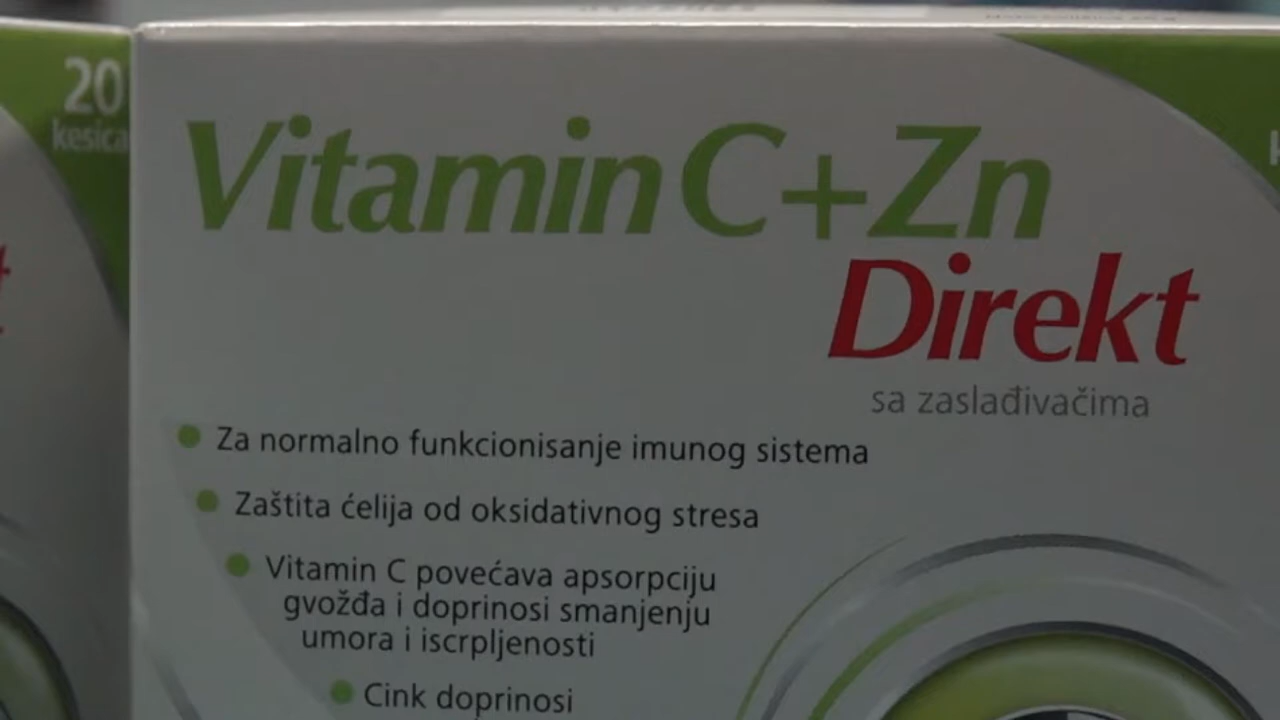 20
kesica
Vitamin C+Zn
Direkt
sa zaslađivačima
Za normalno funkcionisanje imunog sistema
Zaštita ćelija od oksidativnog stresa
Vitamin C povećava apsorpciju
gvožđa i doprinosi smanjenju
umora i iscrpljenosti
Cink doprinosi